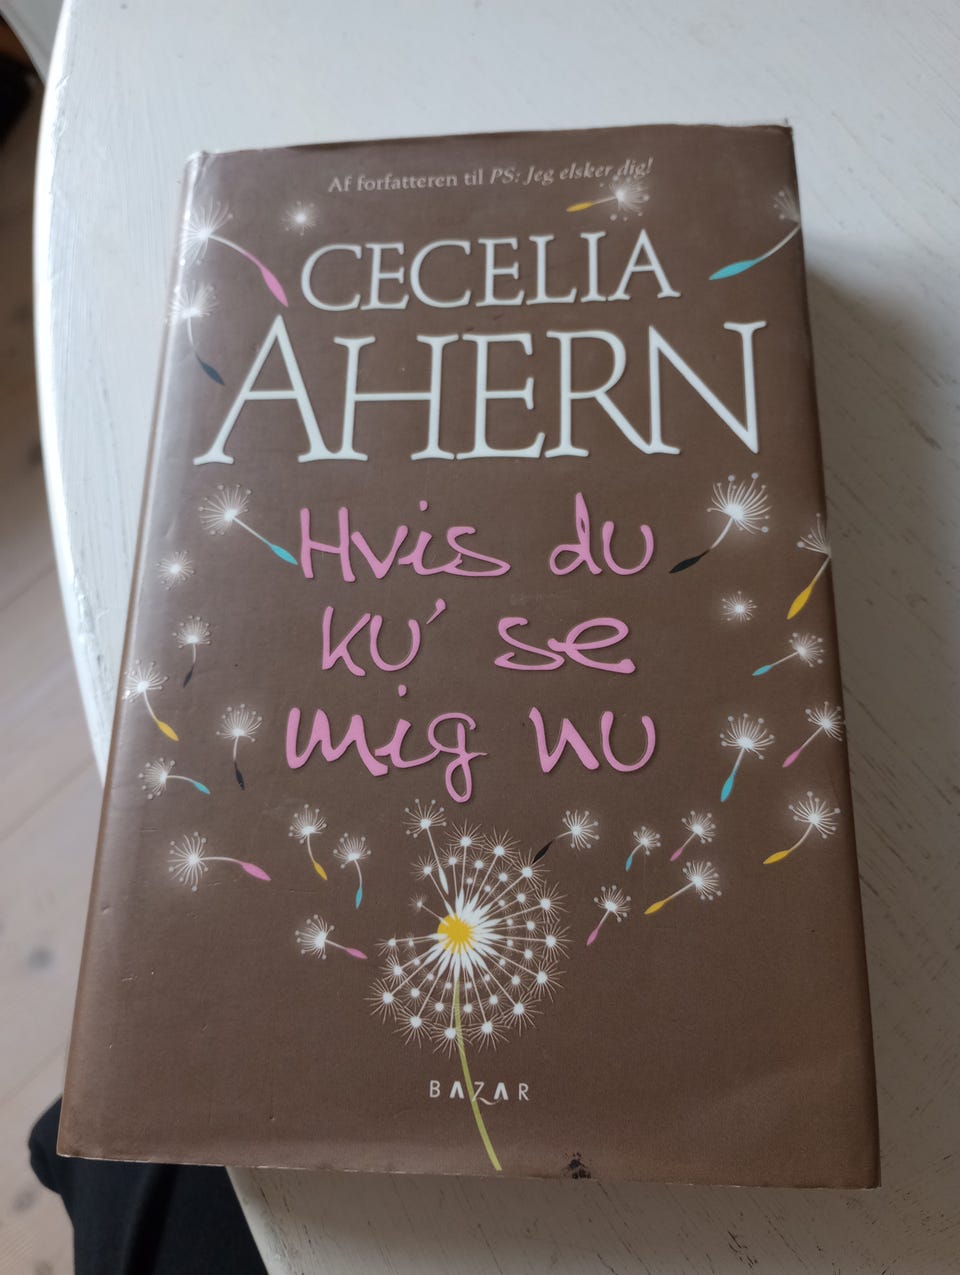 Af forfatteren til PS: Jeg elsker dig!
CECELIA
AHERN
Hvis du
ku' se
mig nu
BAZAR